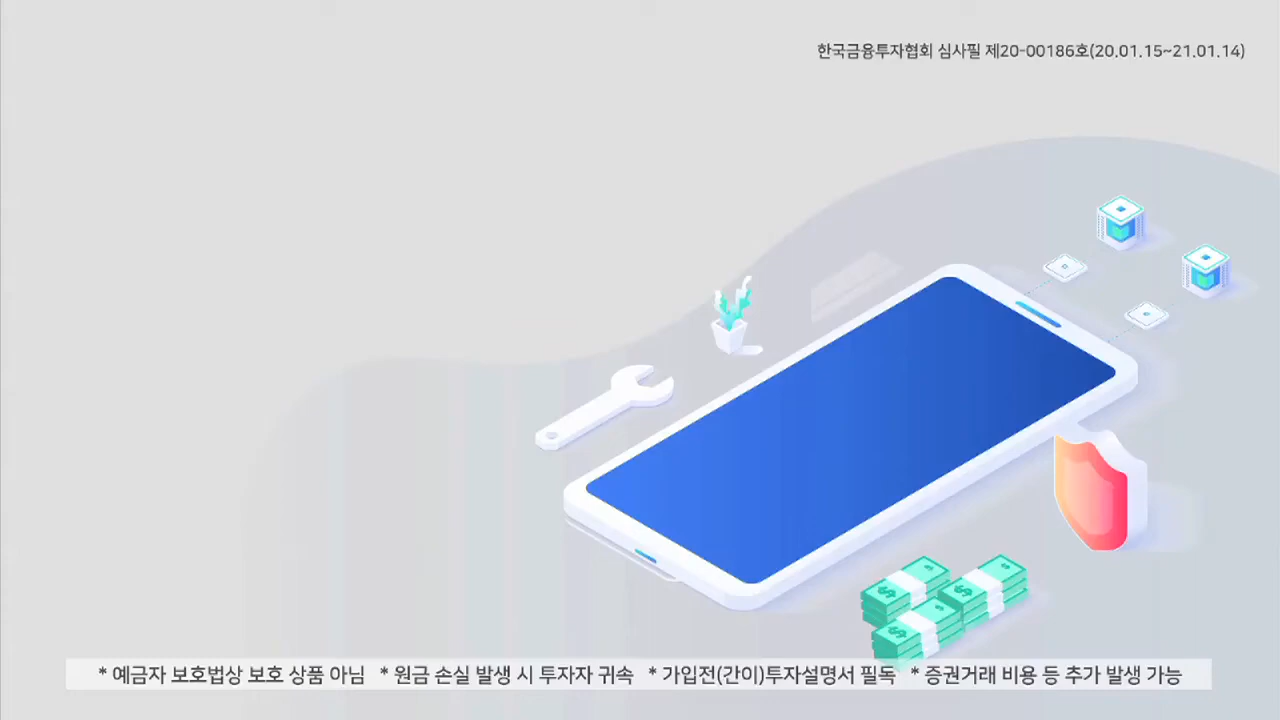 한국금융투자협회 심사필 제20-00186호(20.01.15~21.01.14)
* 예금자 보호법상 보호 상품 아님 * 원금 손실 발생 시 투자자 귀속 * 가입전(간이)투자설명서 필독 * 증권거래 비용 등 추가 발생 가능